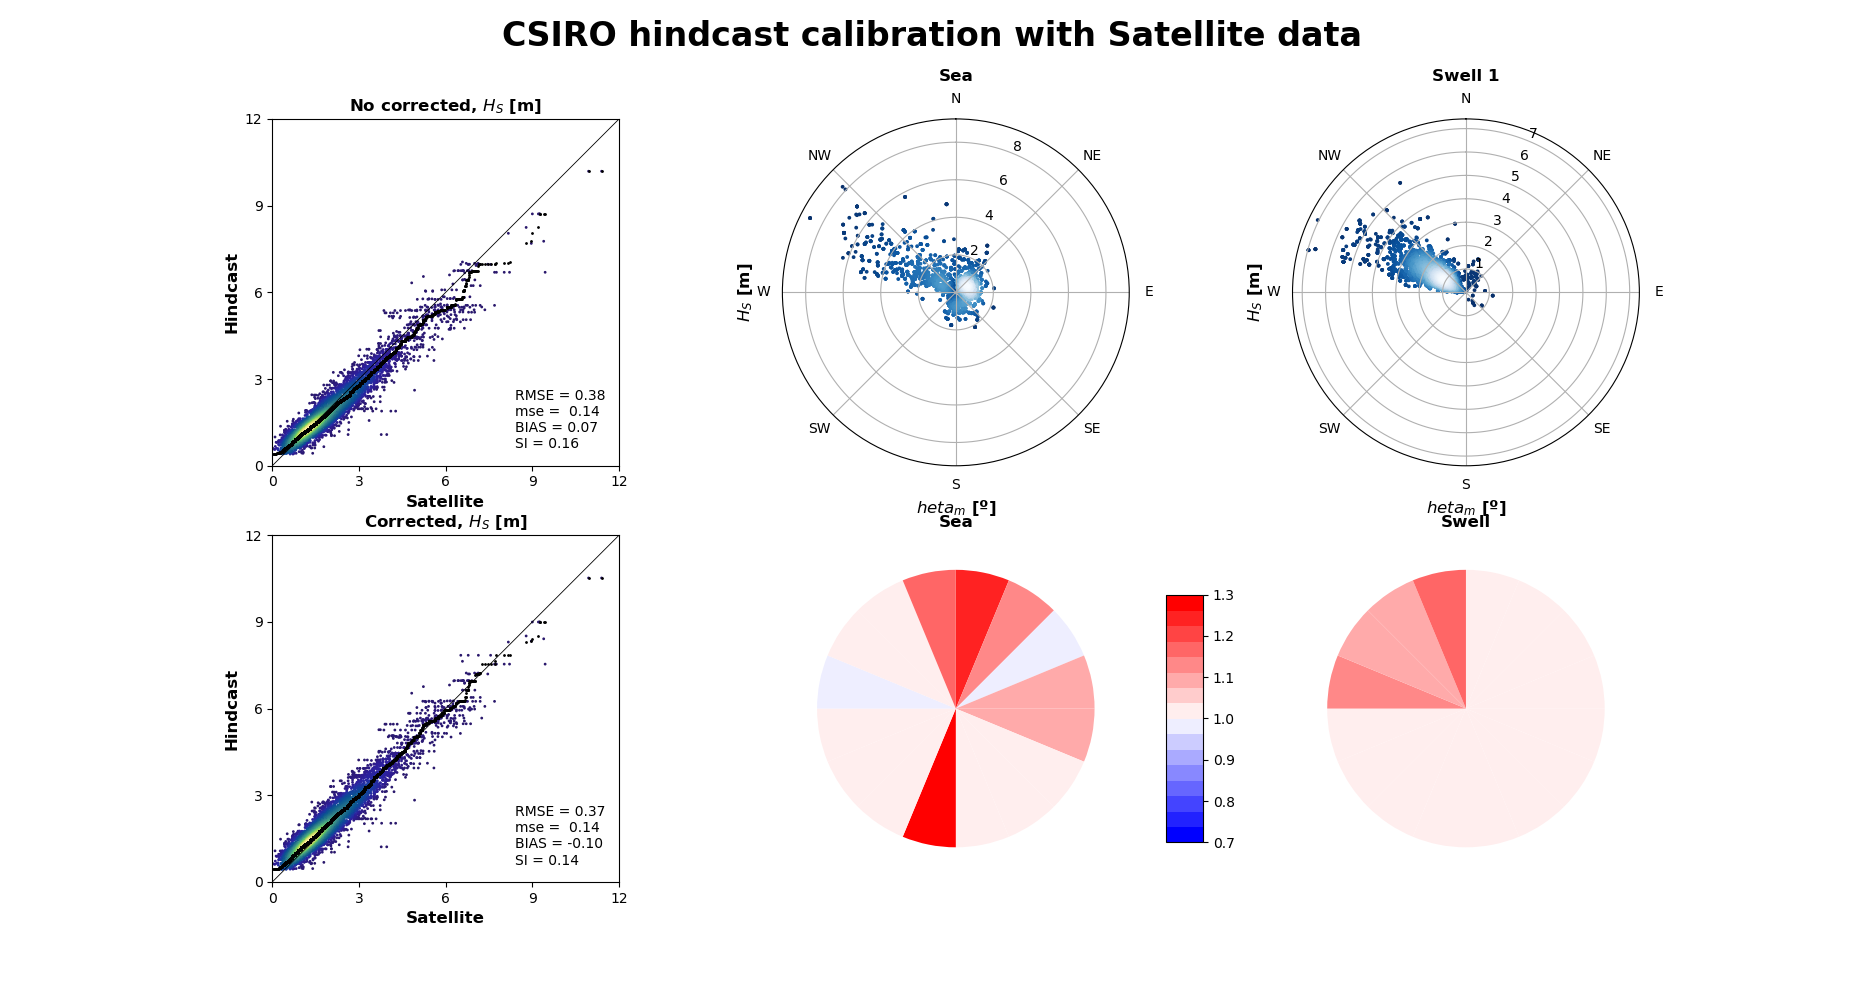 CSIRO hindcast calibration with Satellite data
No corrected, H_S [m]
12
9
6
3
0
0 3 6 9 12
Hindcast
Satellite
RMSE = 0.38
mse = 0.14
BIAS = 0.07
SI = 0.16
Sea
N
NW
NE
8
6
4
2
W
E
SW
SE
S
H_S [m]
heta_m [º]
Swell 1
N
NW
NE
7
6
5
4
3
2
1
W
E
SW
SE
S
H_S [m]
heta_m [º]
Corrected, H_S [m]
12
9
6
3
0
0 3 6 9 12
Hindcast
Satellite
RMSE = 0.37
mse = 0.14
BIAS = -0.10
SI = 0.14
Sea
1.3
1.2
1.1
1.0
0.9
0.8
0.7
Swell